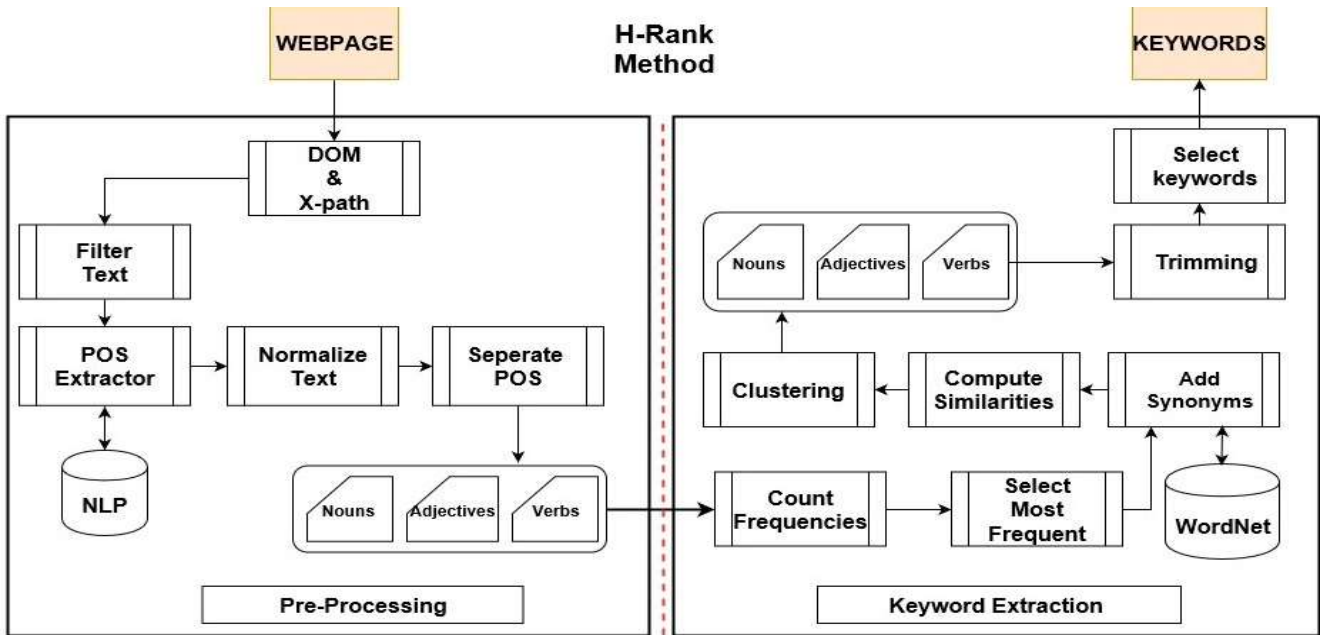 WEBPAGE
H-Rank
Method
KEYWORDS
DOM
&
X-path
Filter
Text
POS
Extractor
Normalize
Text
Seperate
POS
NLP
Nouns
Adjectives
Verbs
Pre-Processing
Select
keywords
Nouns
Adjectives
Verbs
Trimming
Clustering
Compute
Similarities
Add
Synonyms
Count
Frequencies
Select
Most
Frequent
WordNet
Keyword Extraction